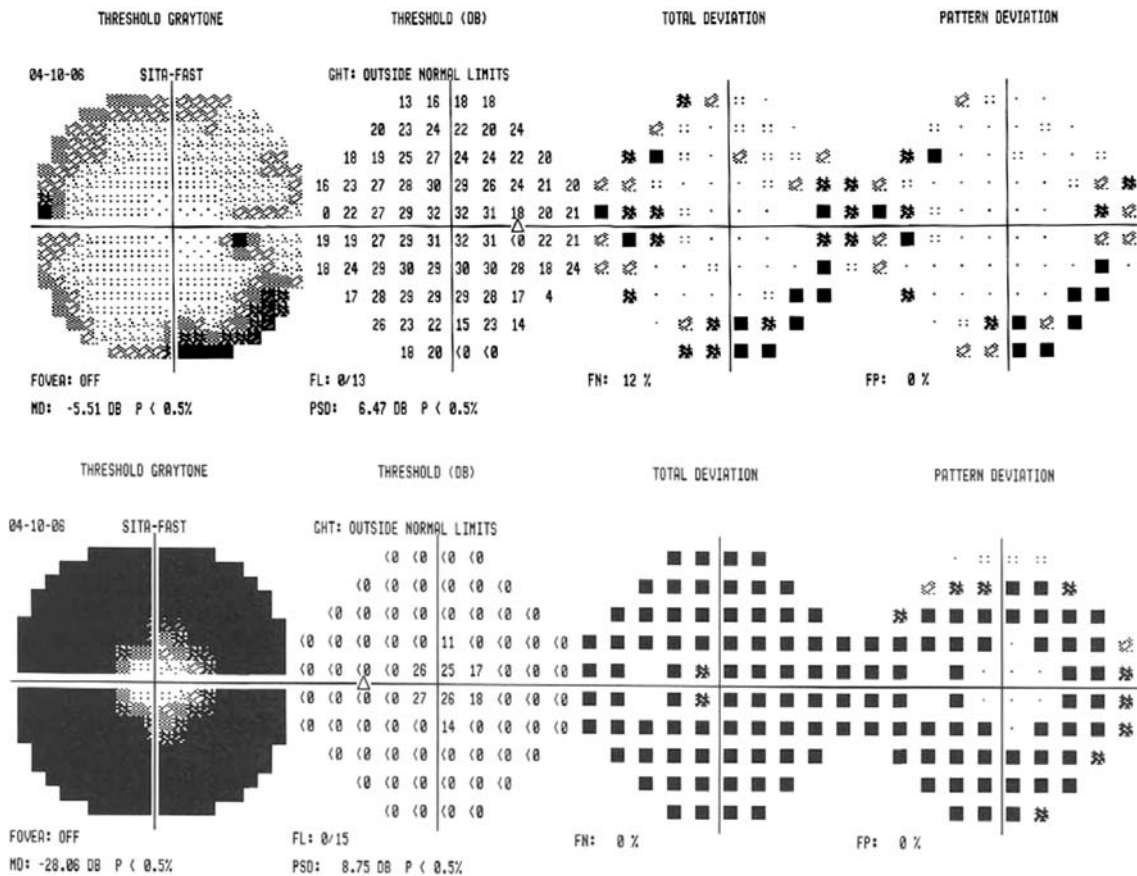 THRESHOLD GRAYTONE THRESHOLD (DB) TOTAL DEVIATION PATTERN DEVIATION
04-10-06 SITA-FAST GHT: OUTSIDE NORMAL LIMITS
13 16 18 18
20 23 24 22 20 24
18 19 25 27 24 24 22 20
16 23 27 28 30 29 26 24 21 20
0 22 27 29 32 32 31 18 20 21
19 19 27 29 31 32 31 <0 22 21
18 24 29 30 29 30 30 28 18 24
17 28 29 29 29 28 17 4
26 23 22 15 23 14
18 20 <0 <0
FOVEA: OFF FL: 0/13 FN: 12 % FP: 0 %
MD: -5.51 DB P < 0.5% PSD: 6.47 DB P < 0.5%
THRESHOLD GRAYTONE THRESHOLD (DB) TOTAL DEVIATION PATTERN DEVIATION
04-10-06 SITA-FAST GHT: OUTSIDE NORMAL LIMITS
<0 <0 <0 <0
<0 <0 <0 <0 <0 <0
<0 <0 <0 <0 <0 <0 <0 <0
<0 <0 <0 <0 <0 11 <0 <0 <0 <0
<0 <0 <0 <0 26 25 17 <0 <0 <0
<0 <0 <0 <0 27 26 18 <0 <0 <0
<0 <0 <0 <0 <0 14 <0 <0 <0 <0
<0 <0 <0 <0 <0 <0 <0 <0
<0 <0 <0 <0 <0 <0
<0 <0 <0 <0
FOVEA: OFF FL: 0/15 FN: 0 % FP: 0 %
MD: -28.06 DB P < 0.5% PSD: 8.75 DB P < 0.5%